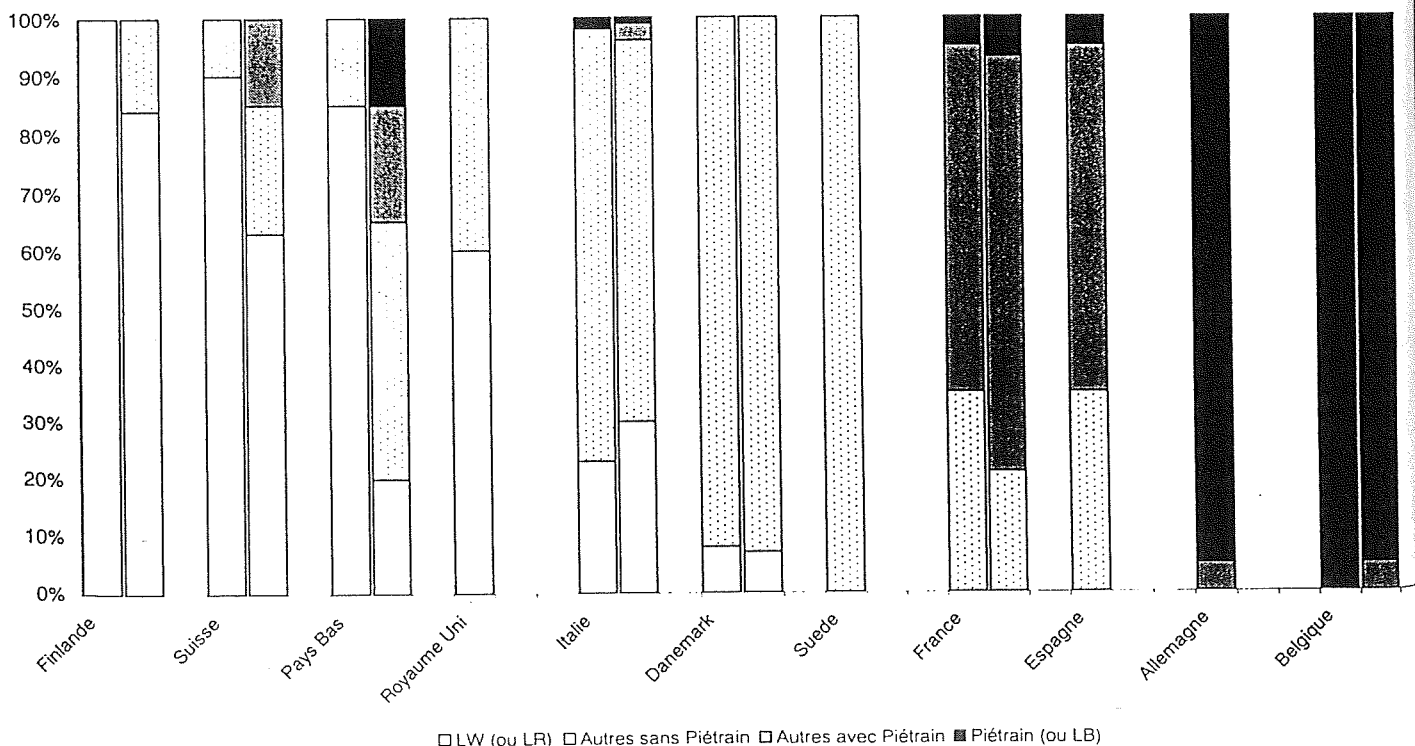 100%
90%
80%
70%
60%
50%
40%
30%
20%
10%
0%
Finlande
Suisse
Pays Bas
Royaume Uni
Italie
Danemark
Suede
France
Espagne
Allemagne
Belgique
LW (ou LR) Autres sans Piétrain Autres avec Piétrain Piétrain (ou LB)